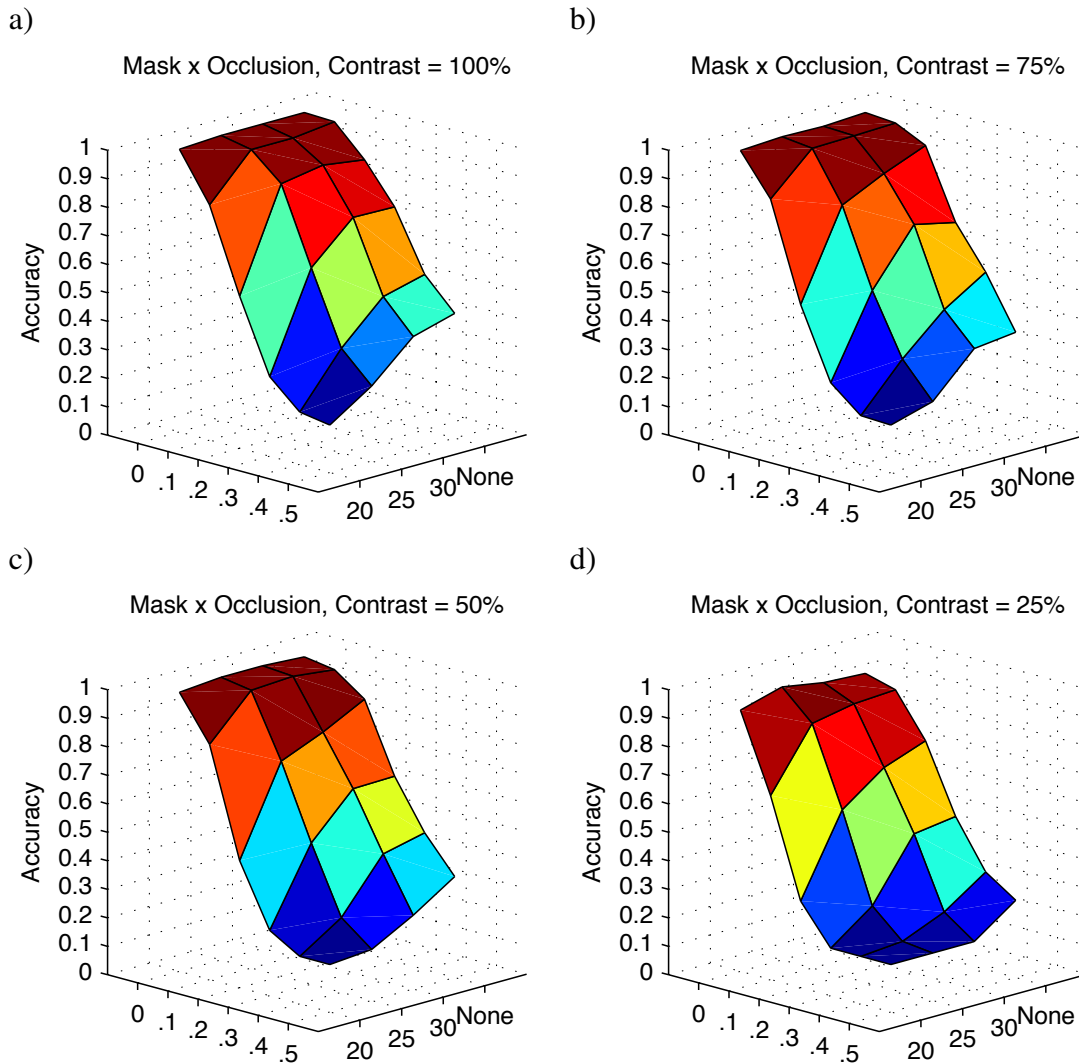 a)
Mask x Occlusion, Contrast = 100%
1
0.9
0.8
0.7
0.6
0.5
0.4
0.3
0.2
0.1
0
Accuracy
0 .1 .2 .3 .4 .5
20 25 30 None
b)
Mask x Occlusion, Contrast = 75%
1
0.9
0.8
0.7
0.6
0.5
0.4
0.3
0.2
0.1
0
Accuracy
0 .1 .2 .3 .4 .5
20 25 30 None
c)
Mask x Occlusion, Contrast = 50%
1
0.9
0.8
0.7
0.6
0.5
0.4
0.3
0.2
0.1
0
Accuracy
0 .1 .2 .3 .4 .5
20 25 30 None
d)
Mask x Occlusion, Contrast = 25%
1
0.9
0.8
0.7
0.6
0.5
0.4
0.3
0.2
0.1
0
Accuracy
0 .1 .2 .3 .4 .5
20 25 30 None